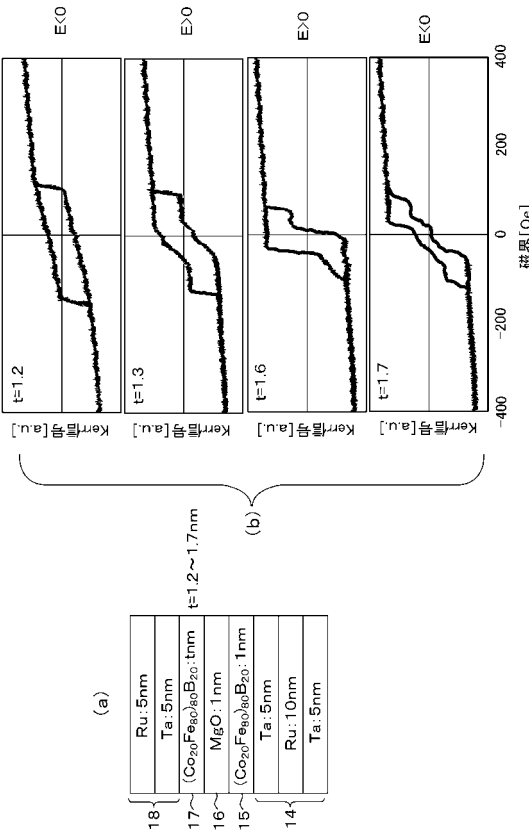 (a)
18
Ru:5nm
Ta:5nm
17
(Co20Fe80)80B20:tnm
t=1.2~1.7nm
16
MgO:1nm
15
(Co20Fe80)80B20:1nm
14
Ta:5nm
Ru:10nm
Ta:5nm
(b)
Kerr信号[a.u.]
t=1.2
E<0
Kerr信号[a.u.]
t=1.3
E>0
Kerr信号[a.u.]
t=1.6
E>0
Kerr信号[a.u.]
t=1.7
E<0
-400
-200
0
200
400
磁界[Oe]